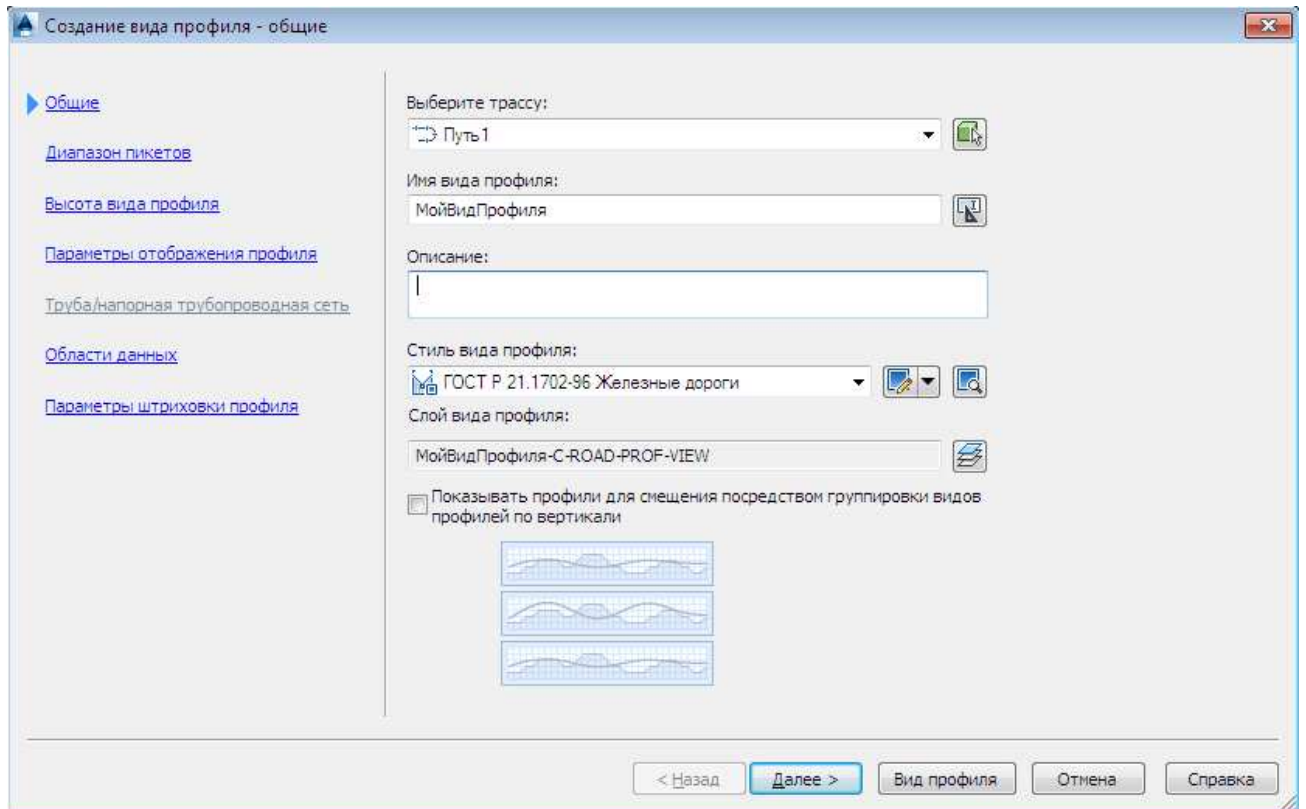 Создание вида профиля - общие
Общие
Диапазон пикетов
Высота вида профиля
Параметры отображения профиля
Труба/напорная трубопроводная сеть
Области данных
Параметры штриховки профиля
Выберите трассу:
Путь1
Имя вида профиля:
МойВидПрофиля
Описание:
Стиль вида профиля:
ГОСТ Р 21.1702-96 Железные дороги
Слой вида профиля:
МойВидПрофиля-C-ROAD-PROF-VIEW
Показывать профили для смещения посредством группировки видов
профилей по вертикали
< Назад
Далее >
Вид профиля
Отмена
Справка